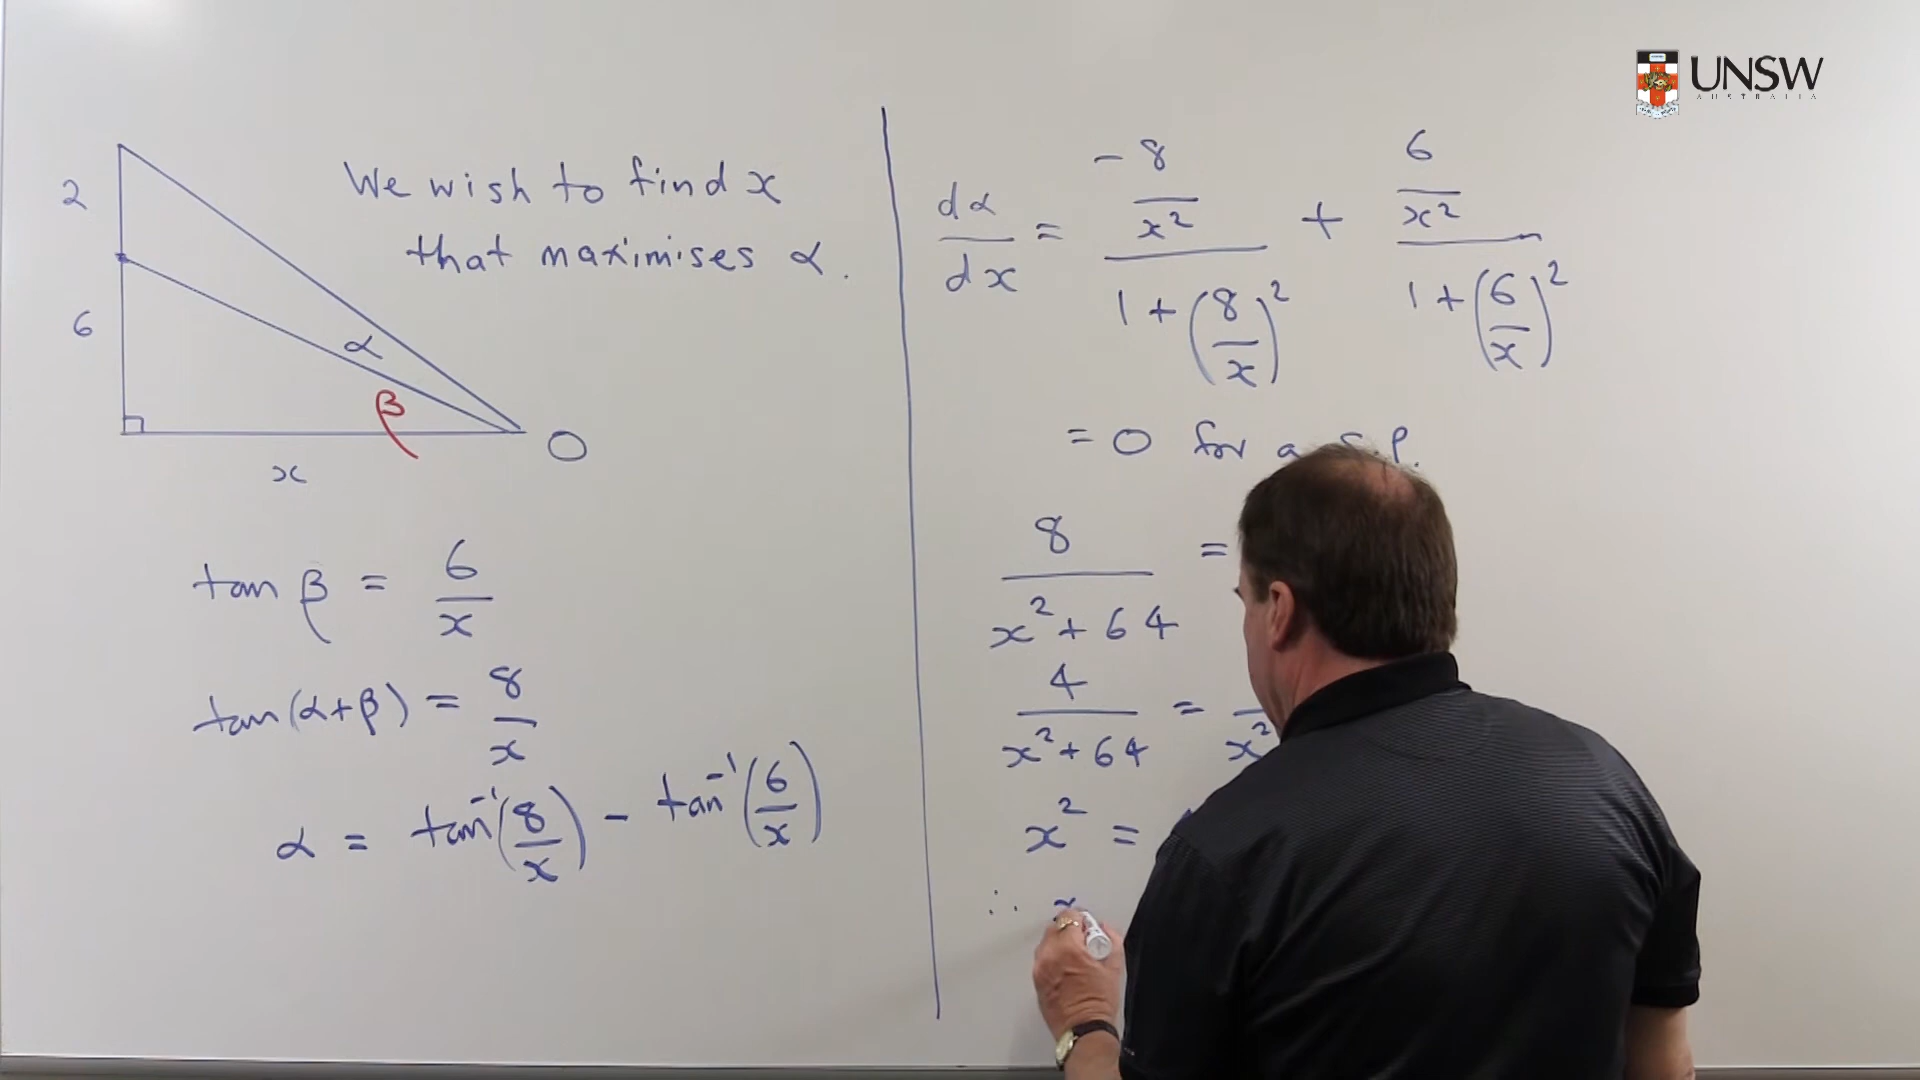 UNSW
AUSTRALIA
2
6
α
β
x
O
We wish to find x
that maximises α.
tan β = 6/x
tan(α+β) = 8/x
α = tan⁻¹(8/x) − tan⁻¹(6/x)
dα/dx = (−8/x²)/(1+(8/x)²) + (6/x²)/(1+(6/x)²)
= 0 for a
8/(x²+64) =
4/(x²+64) =
x² =
∴ x